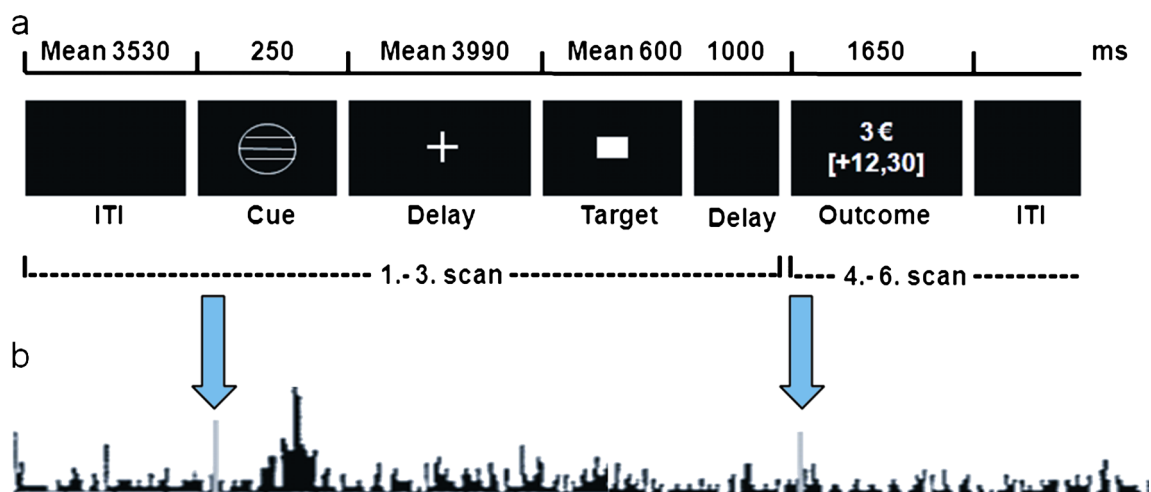 a
Mean 3530 250 Mean 3990 Mean 600 1000 1650 ms
3 €
[+12,30]
ITI Cue Delay Target Delay Outcome ITI
1.- 3. scan 4.- 6. scan
b